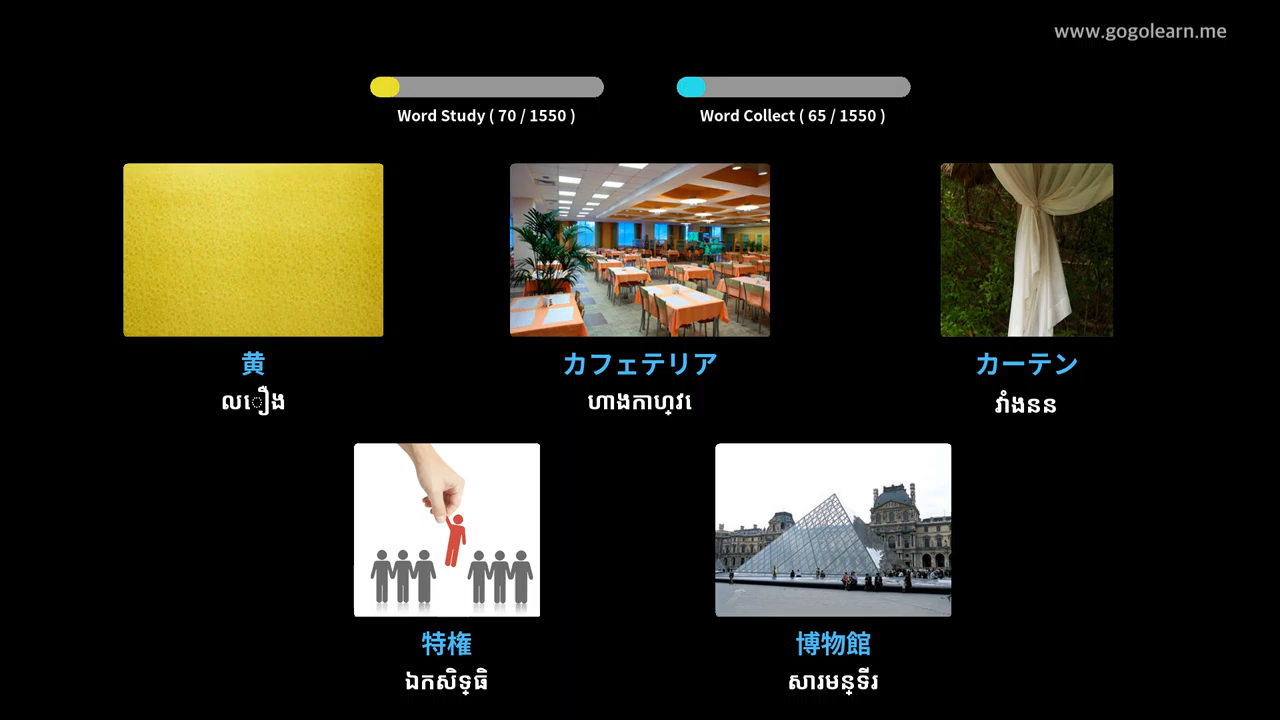 www.gogolearn.me
Word Study ( 70 / 1550 )
Word Collect ( 65 / 1550 )
黄
カフェテリア
カーテン
លឿង
ហាងកាហ្វេ
វាំងនន
特権
博物館
ឯកសិទ្ធិ
សារមន្ទីរ